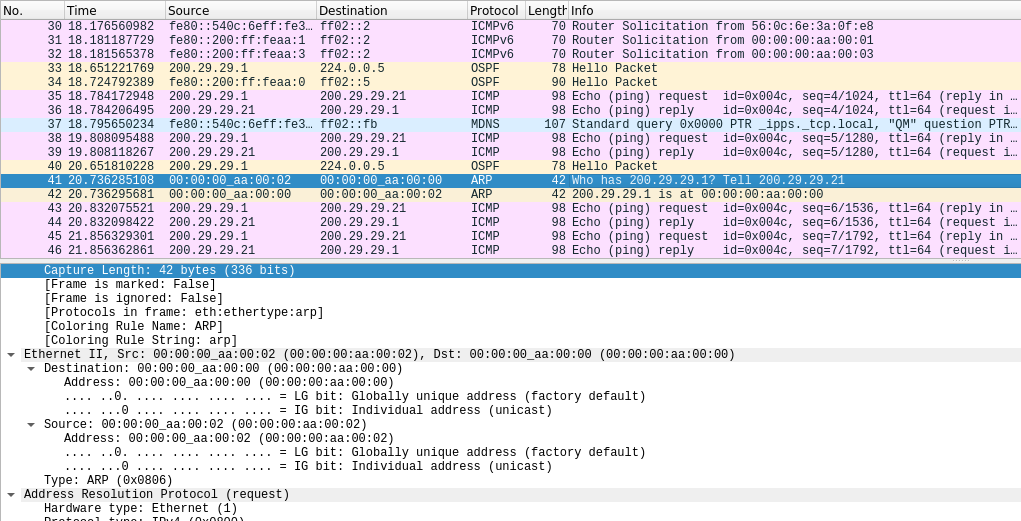 No. Time Source Destination Protocol Length Info
30 18.176560982 fe80::540c:6eff:fe3… ff02::2 ICMPv6 70 Router Solicitation from 56:0c:6e:3a:0f:e8
31 18.181187729 fe80::200:ff:feaa:1 ff02::2 ICMPv6 70 Router Solicitation from 00:00:00:aa:00:01
32 18.181565378 fe80::200:ff:feaa:3 ff02::2 ICMPv6 70 Router Solicitation from 00:00:00:aa:00:03
33 18.651221769 200.29.29.1 224.0.0.5 OSPF 78 Hello Packet
34 18.724792389 fe80::200:ff:feaa:0 ff02::5 OSPF 90 Hello Packet
35 18.784172948 200.29.29.1 200.29.29.21 ICMP 98 Echo (ping) request id=0x004c, seq=4/1024, ttl=64 (reply in …
36 18.784206495 200.29.29.21 200.29.29.1 ICMP 98 Echo (ping) reply id=0x004c, seq=4/1024, ttl=64 (request i…
37 18.795650234 fe80::540c:6eff:fe3… ff02::fb MDNS 107 Standard query 0x0000 PTR _ipps._tcp.local, "QM" question PTR…
38 19.808095488 200.29.29.1 200.29.29.21 ICMP 98 Echo (ping) request id=0x004c, seq=5/1280, ttl=64 (reply in …
39 19.808118267 200.29.29.21 200.29.29.1 ICMP 98 Echo (ping) reply id=0x004c, seq=5/1280, ttl=64 (request i…
40 20.651810228 200.29.29.1 224.0.0.5 OSPF 78 Hello Packet
41 20.736285108 00:00:00_aa:00:02 00:00:00_aa:00:00 ARP 42 Who has 200.29.29.1? Tell 200.29.29.21
42 20.736295681 00:00:00_aa:00:00 00:00:00_aa:00:02 ARP 42 200.29.29.1 is at 00:00:00:aa:00:00
43 20.832075521 200.29.29.1 200.29.29.21 ICMP 98 Echo (ping) request id=0x004c, seq=6/1536, ttl=64 (reply in …
44 20.832098422 200.29.29.21 200.29.29.1 ICMP 98 Echo (ping) reply id=0x004c, seq=6/1536, ttl=64 (request i…
45 21.856329301 200.29.29.1 200.29.29.21 ICMP 98 Echo (ping) request id=0x004c, seq=7/1792, ttl=64 (reply in …
46 21.856362861 200.29.29.21 200.29.29.1 ICMP 98 Echo (ping) reply id=0x004c, seq=7/1792, ttl=64 (request i…
Capture Length: 42 bytes (336 bits)
[Frame is marked: False]
[Frame is ignored: False]
[Protocols in frame: eth:ethertype:arp]
[Coloring Rule Name: ARP]
[Coloring Rule String: arp]
Ethernet II, Src: 00:00:00_aa:00:02 (00:00:00:aa:00:02), Dst: 00:00:00_aa:00:00 (00:00:00:aa:00:00)
Destination: 00:00:00_aa:00:00 (00:00:00:aa:00:00)
Address: 00:00:00_aa:00:00 (00:00:00:aa:00:00)
.... ..0. .... .... .... .... = LG bit: Globally unique address (factory default)
.... ...0 .... .... .... .... = IG bit: Individual address (unicast)
Source: 00:00:00_aa:00:02 (00:00:00:aa:00:02)
Address: 00:00:00_aa:00:02 (00:00:00:aa:00:02)
.... ..0. .... .... .... .... = LG bit: Globally unique address (factory default)
.... ...0 .... .... .... .... = IG bit: Individual address (unicast)
Type: ARP (0x0806)
Address Resolution Protocol (request)
Hardware type: Ethernet (1)
Protocol type: IPv4 (0x0800)